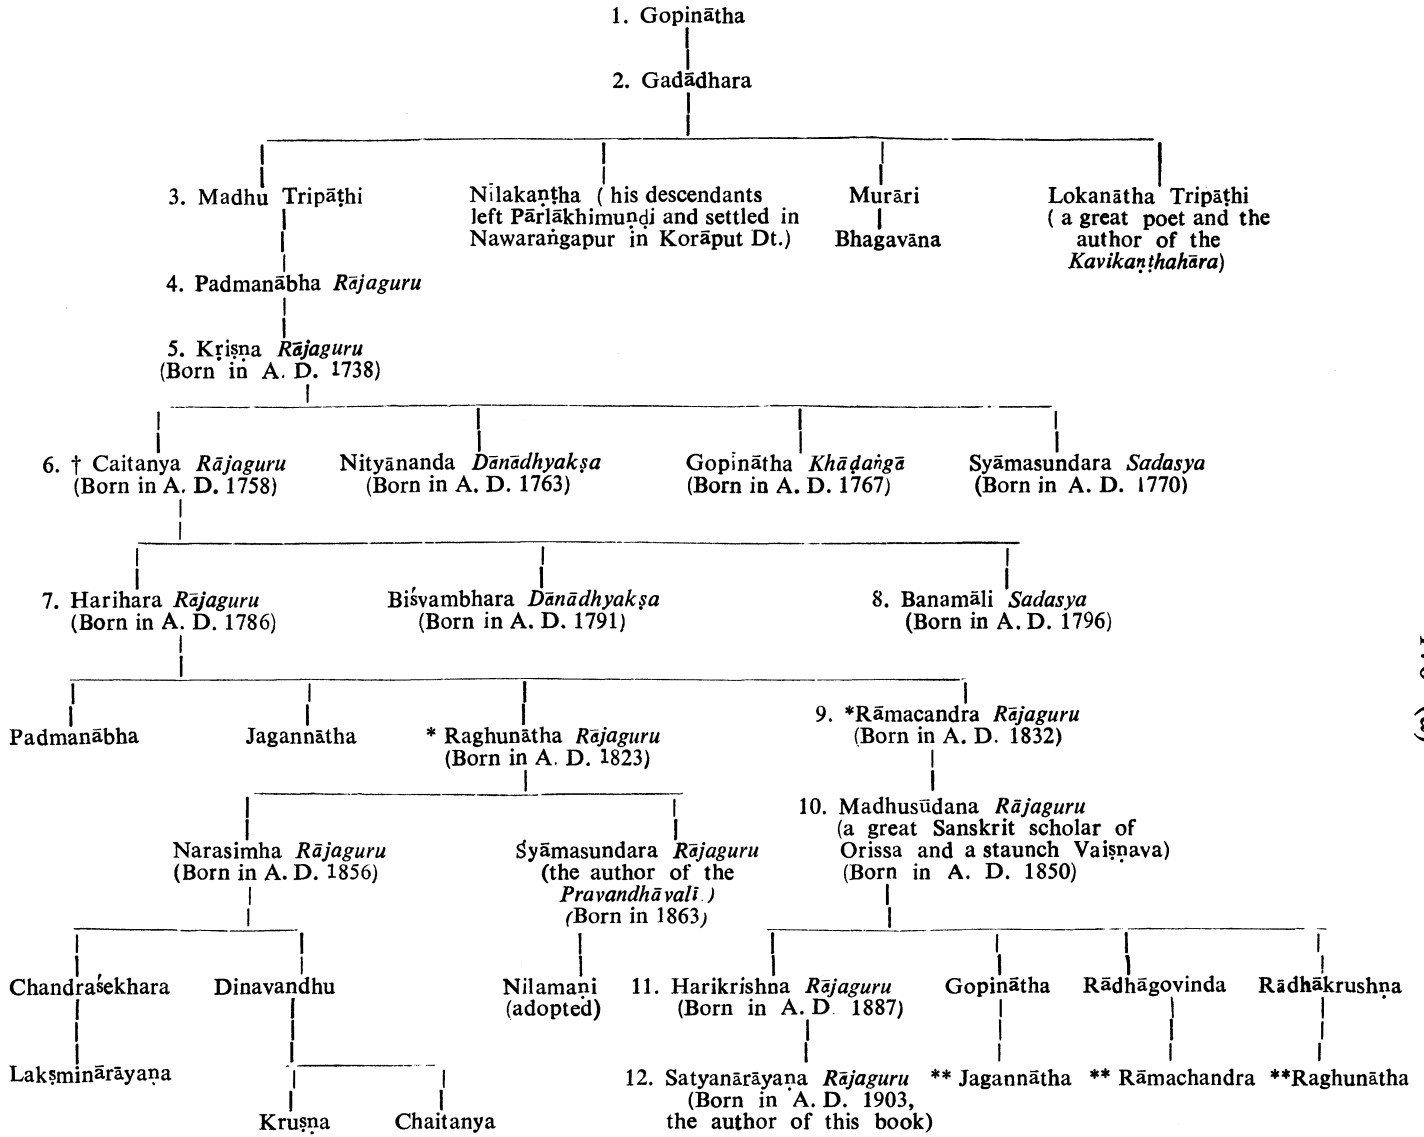 1. Gopinātha
2. Gadādhara
3. Madhu Tripāṭhi
Nilakaṇṭha ( his descendants
left Pārlākhimuṇḍi and settled in
Nawaraṅgapur in Korāput Dt.)
Murāri
Bhagavāna
Lokanātha Tripāṭhi
( a great poet and the
author of the
Kavikaṇṭhahāra)
4. Padmanābha Rājaguru
5. Kṛiṣṇa Rājaguru
(Born in A. D. 1738)
6. † Caitanya Rājaguru
(Born in A. D. 1758)
Nityānanda Dānādhyakṣa
(Born in A. D. 1763)
Gopinātha Khāḍaṅgā
(Born in A. D. 1767)
Syāmasundara Sadasya
(Born in A. D. 1770)
7. Harihara Rājaguru
(Born in A. D. 1786)
Biśvambhara Dānādhyakṣa
(Born in A. D. 1791)
8. Banamāli Sadasya
(Born in A. D. 1796)
Padmanābha
Jagannātha
* Raghunātha Rājaguru
(Born in A. D. 1823)
9. *Rāmacandra Rājaguru
(Born in A. D. 1832)
Narasimha Rājaguru
(Born in A. D. 1856)
Śyāmasundara Rājaguru
(the author of the
Pravandhāvalī.)
(Born in 1863)
10. Madhusūdana Rājaguru
(a great Sanskrit scholar of
Orissa and a staunch Vaiṣṇava)
(Born in A. D. 1850)
Chandraśekhara
Dinavandhu
Nilamaṇi
(adopted)
11. Harikrishna Rājaguru
(Born in A. D. 1887)
Gopinātha
Rādhāgovinda
Rādhākrushṇa
Lakṣminārāyaṇa
Kruṣṇa
Chaitanya
12. Satyanārāyaṇa Rājaguru
(Born in A. D. 1903,
the author of this book)
** Jagannātha
** Rāmachandra
**Raghunātha